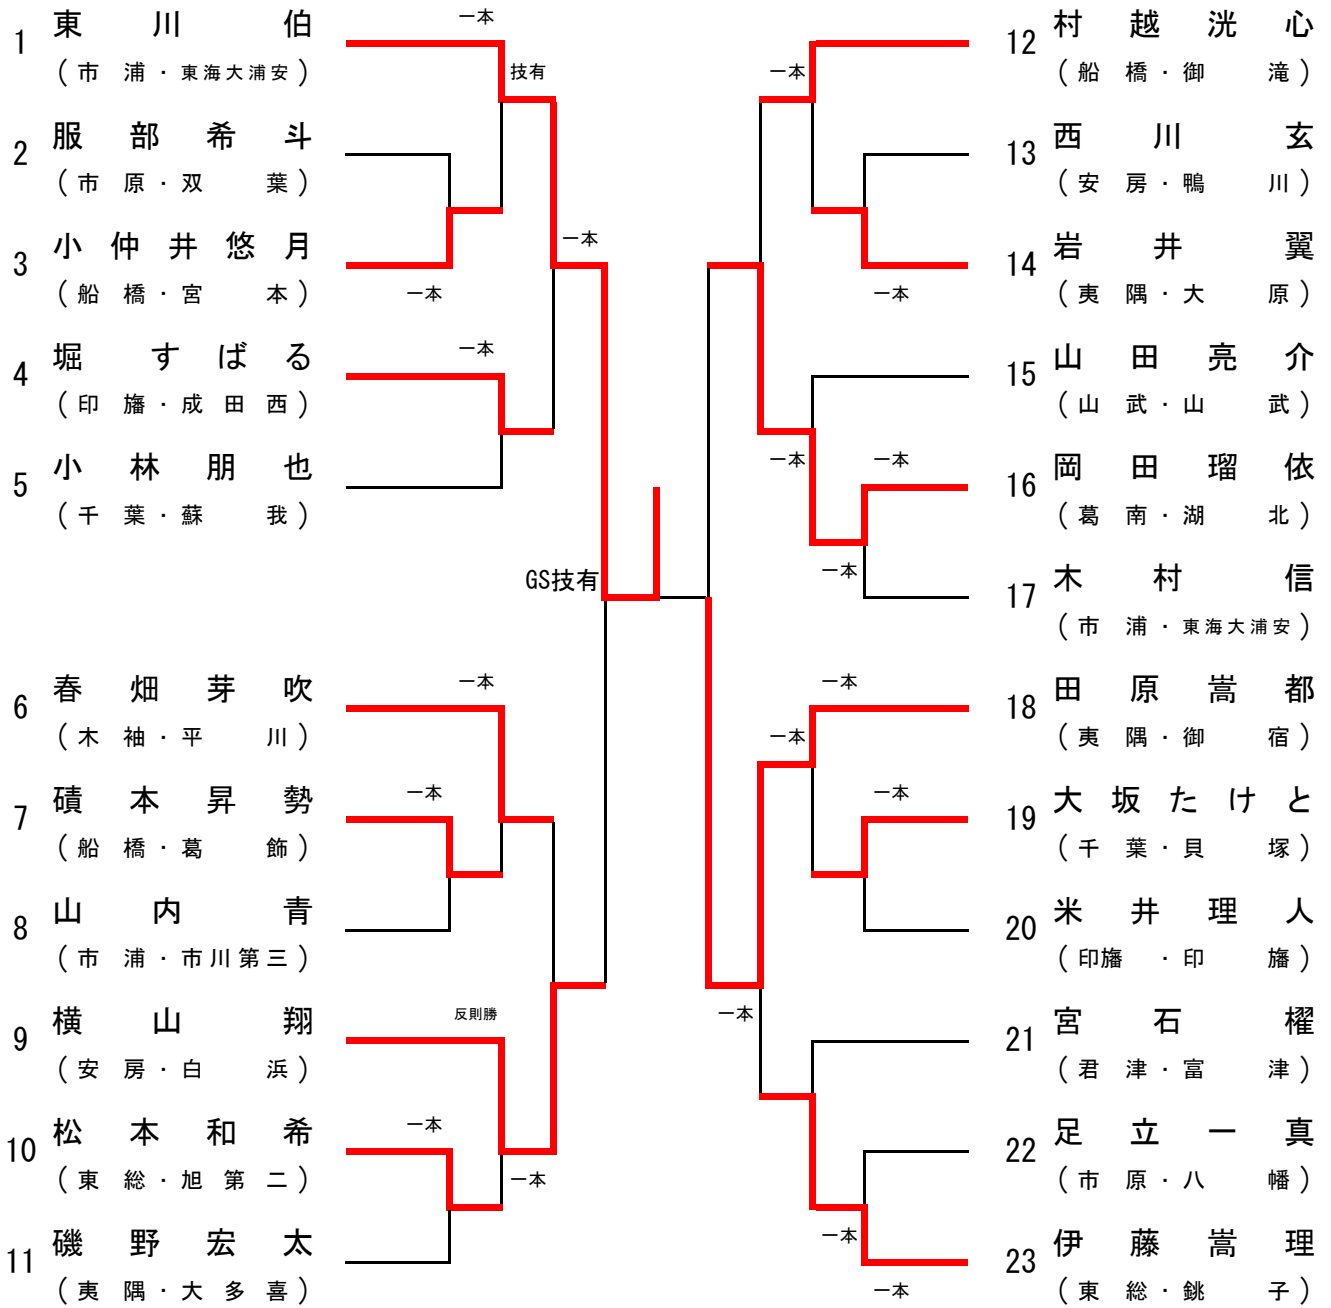 1 東川伯
(市浦・東海大浦安)
一本
技有
2 服部希斗
(市原・双葉)
3 小仲井悠月
(船橋・宮本)
一本
一本
4 堀すばる
(印旛・成田西)
一本
5 小林朋也
(千葉・蘇我)
GS技有
6 春畑芽吹
(木袖・平川)
一本
7 磧本昇勢
(船橋・葛飾)
一本
8 山内青
(市浦・市川第三)
9 横山翔
(安房・白浜)
反則勝
10 松本和希
(東総・旭第二)
一本
一本
11 磯野宏太
(夷隅・大多喜)
12 村越洸心
(船橋・御滝)
一本
13 西川玄
(安房・鴨川)
14 岩井翼
(夷隅・大原)
一本
15 山田亮介
(山武・山武)
一本
16 岡田瑠依
(葛南・湖北)
一本
一本
17 木村信
(市浦・東海大浦安)
18 田原嵩都
(夷隅・御宿)
一本
一本
19 大坂たけと
(千葉・貝塚)
一本
20 米井理人
(印旛・印旛)
一本
21 宮石櫂
(君津・富津)
22 足立一真
(市原・八幡)
23 伊藤嵩理
(東総・銚子)
一本
一本